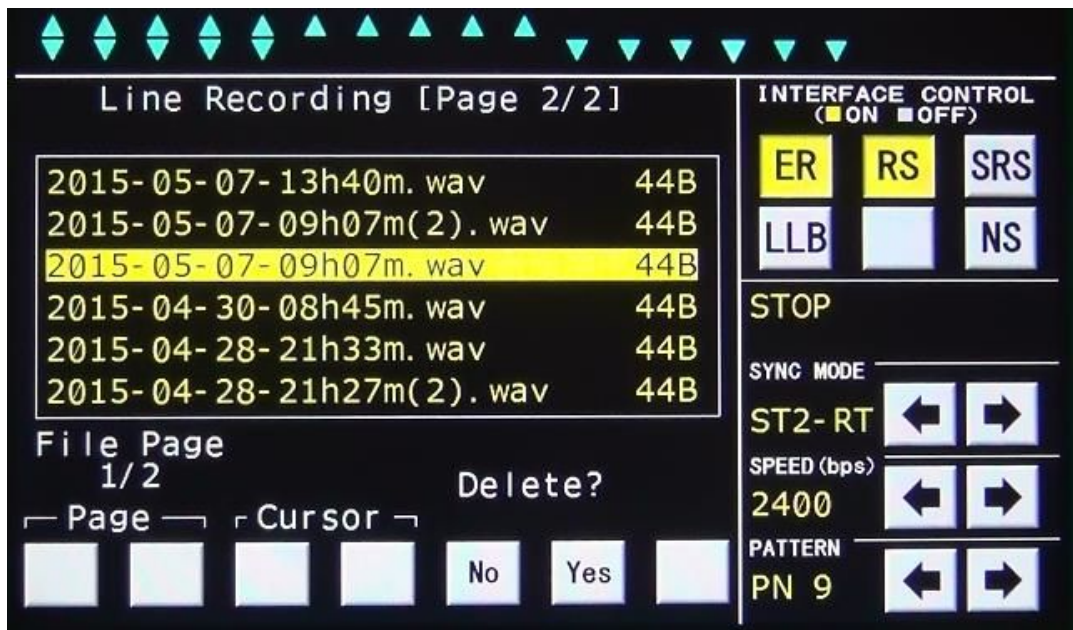 Line Recording [Page 2/2]
2015-05-07-13h40m.wav 44B
2015-05-07-09h07m(2).wav 44B
2015-05-07-09h07m.wav 44B
2015-04-30-08h45m.wav 44B
2015-04-28-21h33m.wav 44B
2015-04-28-21h27m(2).wav 44B
File Page
1/2
Delete?
Page
Cursor
No
Yes
INTERFACE CONTROL
(ON OFF)
ER
RS
SRS
LLB
NS
STOP
SYNC MODE
ST2-RT
SPEED(bps)
2400
PATTERN
PN 9